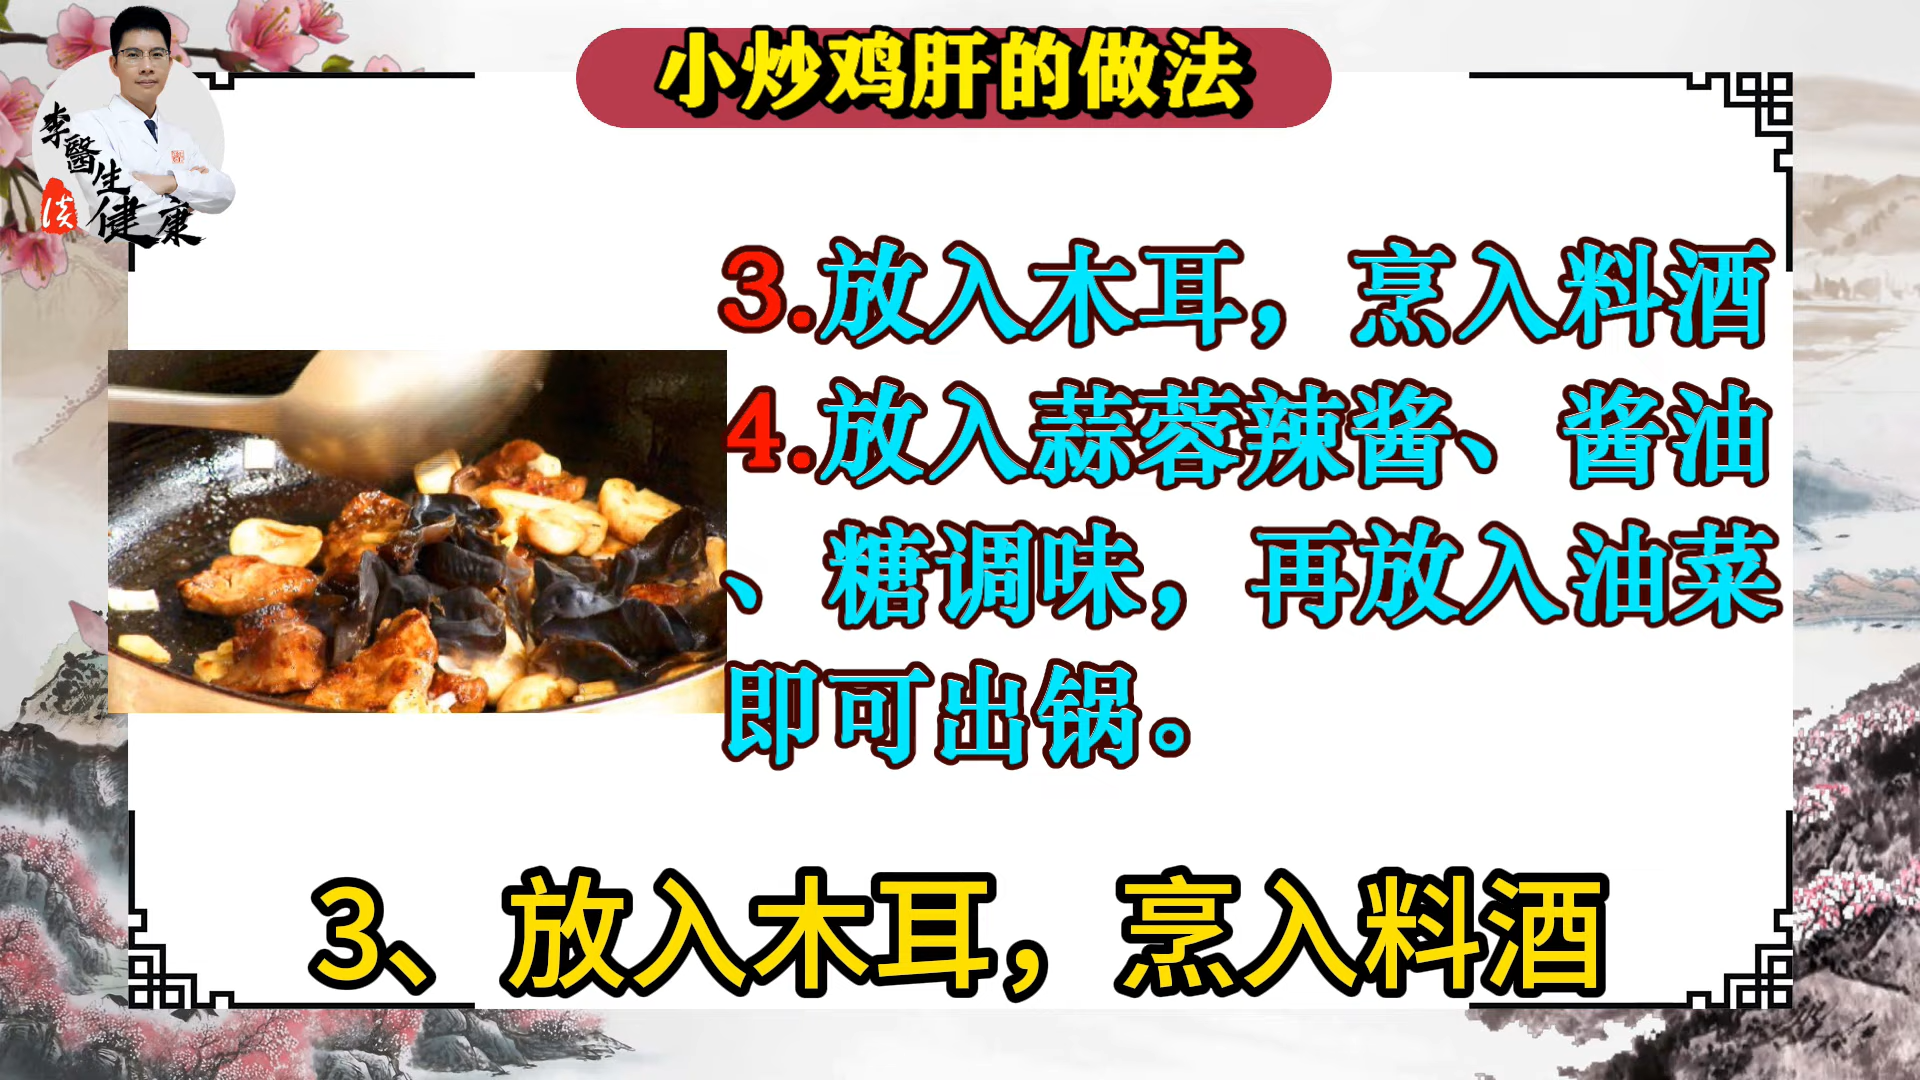 小炒鸡肝的做法
李醫生
谈
健康
3.放入木耳，烹入料酒
4.放入蒜蓉辣酱、酱油
、糖调味，再放入油菜
即可出锅。
3、放入木耳，烹入料酒